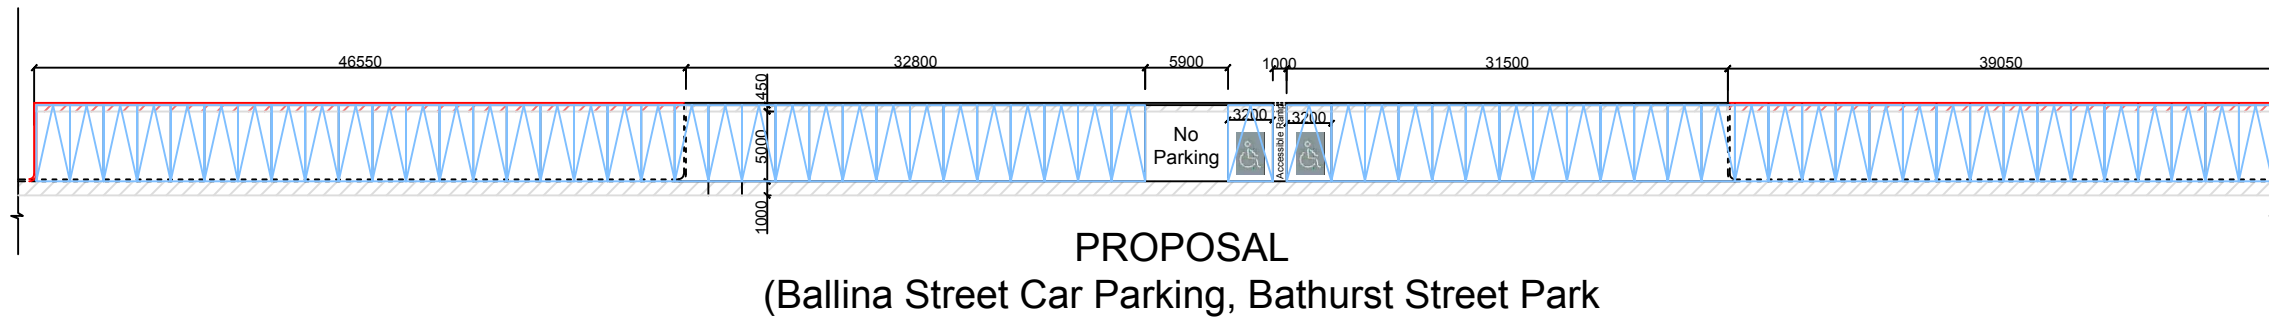 46550
32800
5900
1000
31500
39050
450
5000
1000
No
Parking
3200
Accessible Ramp
3200
PROPOSAL
(Ballina Street Car Parking, Bathurst Street Park